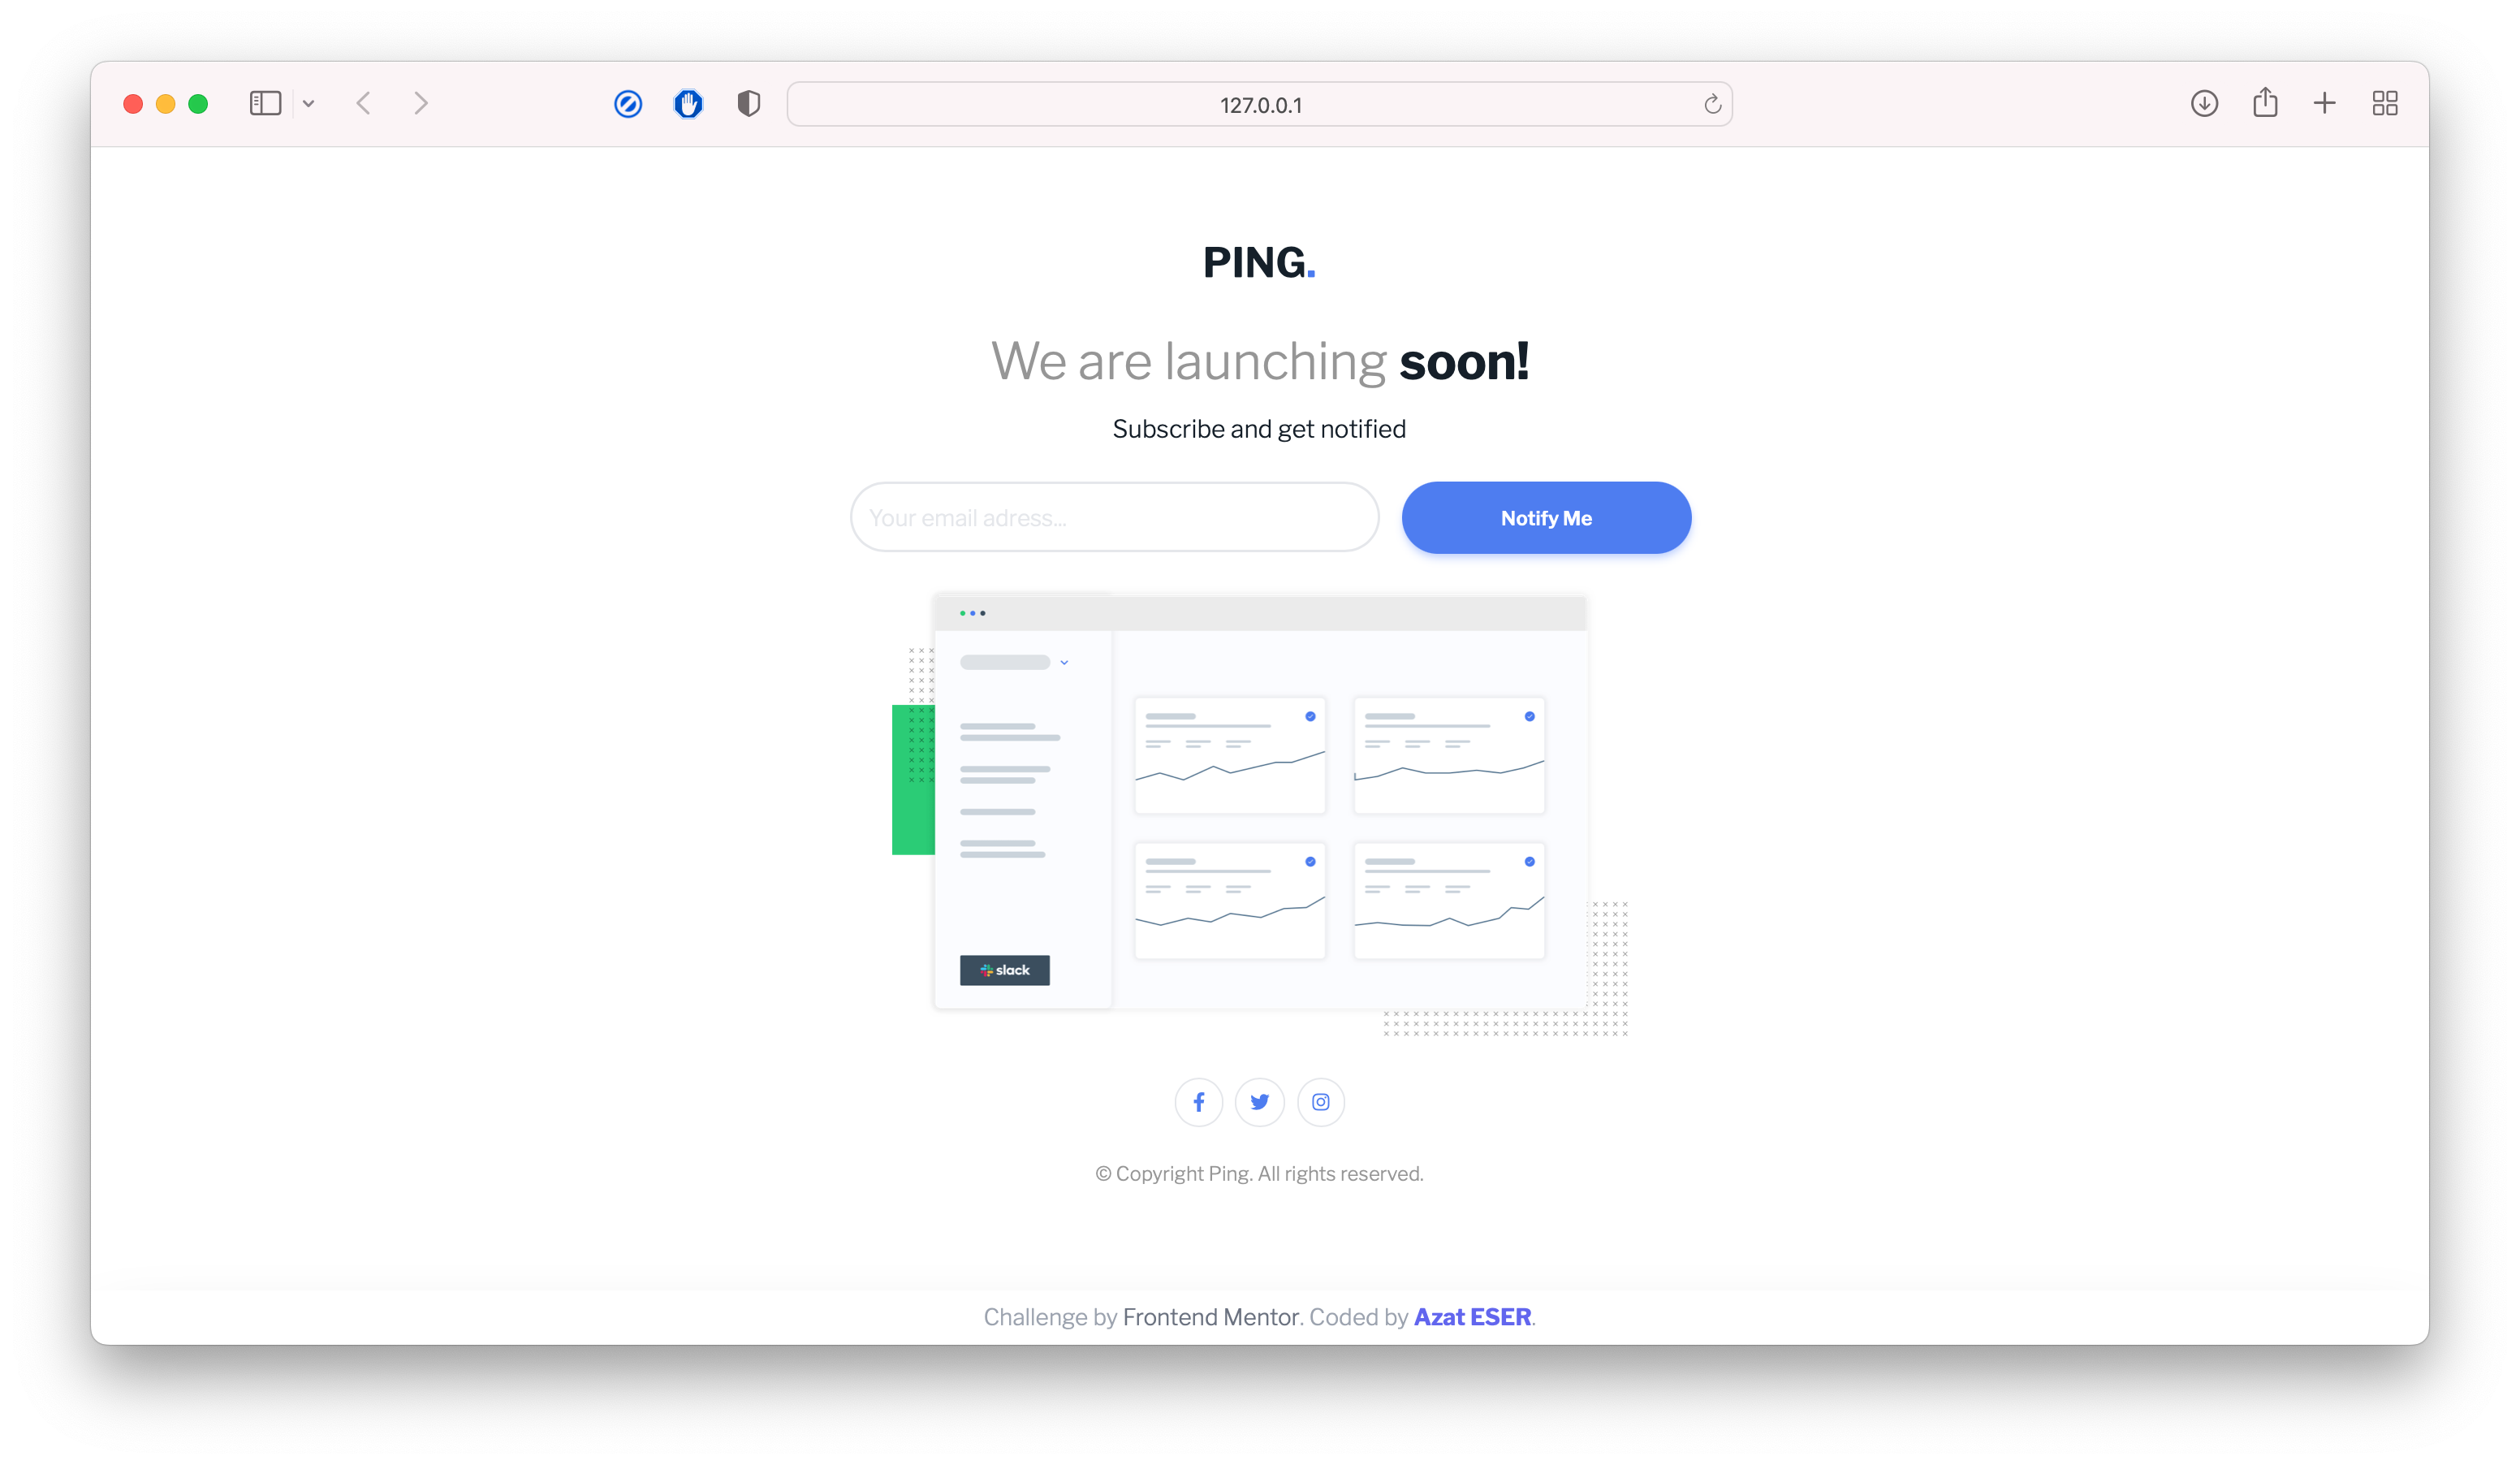 127.0.0.1
PING.
We are launching soon!
Subscribe and get notified
Your email adress...
Notify Me
slack
© Copyright Ping. All rights reserved.
Challenge by Frontend Mentor. Coded by Azat ESER.